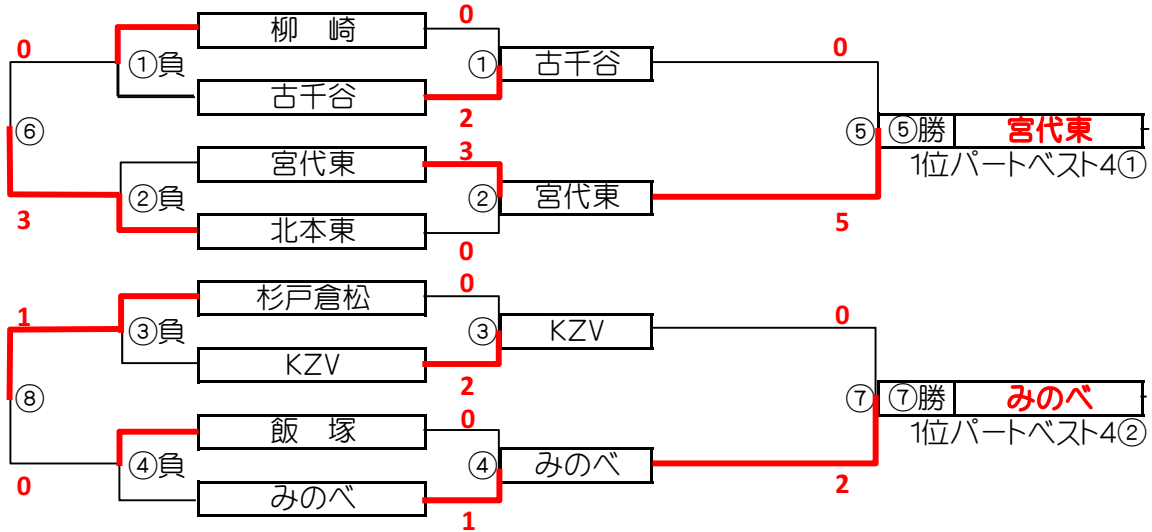 0
柳　崎
0
①負
①
古千谷
0
古千谷
2
⑥
⑤
⑤勝
宮代東
1位パートベスト4①
宮代東
3
②負
②
宮代東
3
北本東
0
5
杉戸倉松
0
1
③負
③
KZV
0
KZV
2
⑧
⑦
⑦勝
みのべ
1位パートベスト4②
飯　塚
0
④負
④
みのべ
0
みのべ
1
2